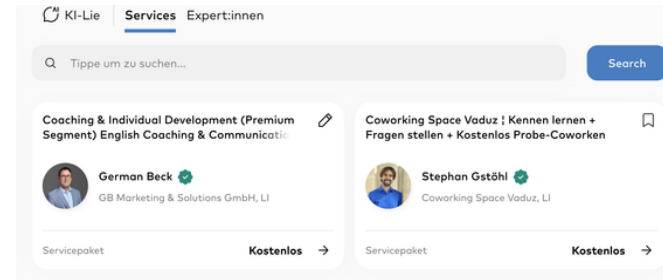 AI KI-Lie Services Expert:innen
Tippe um zu suchen...
Search
Coaching & Individual Development (Premium
Segment) English Coaching & Communicatio
German Beck
GB Marketing & Solutions GmbH, LI
Servicepaket Kostenlos →
Coworking Space Vaduz ¦ Kennen lernen +
Fragen stellen + Kostenlos Probe-Coworken
Stephan Gstöhl
Coworking Space Vaduz, LI
Servicepaket Kostenlos →